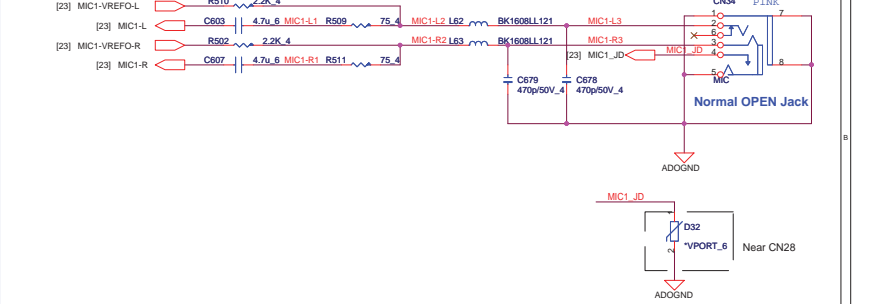 R510 2.2K_4 CN34 PINK
[23] MIC1-VREFO-L 1 7
[23] MIC1-L C603 4.7u_6 MIC1-L1 R509 75_4 MIC1-L2 L62 BK1608LL121 MIC1-L3 2
6
[23] MIC1-VREFO-R R502 2.2K_4 MIC1-R2 L63 BK1608LL121 MIC1-R3 3
[23] MIC1_JD MIC1_JD 4
[23] MIC1-R C607 4.7u_6 MIC1-R1 R511 75_4 8
5
MIC
C679 C678
470p/50V_4 470p/50V_4
Normal OPEN Jack
B
ADOGND
MIC1_JD
1
D32
*VPORT_6
2
Near CN28
ADOGND